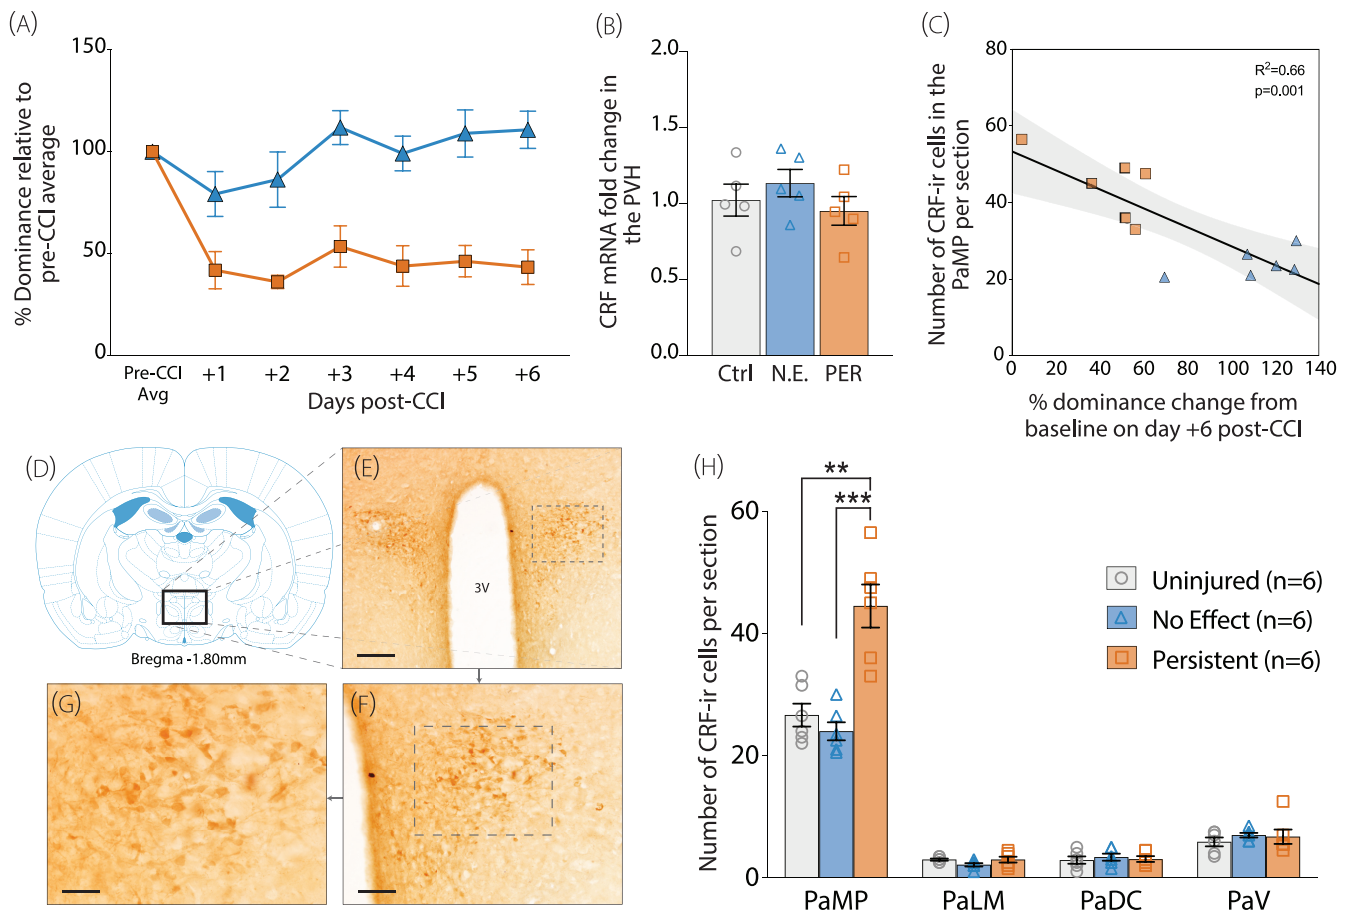 (A)
150
100
50
0
% Dominance relative to
pre-CCI average
Pre-CCI
Avg
+1 +2 +3 +4 +5 +6
Days post-CCI
(B)
2.0
1.5
1.0
0.5
0.0
CRF mRNA fold change in
the PVH
Ctrl N.E. PER
(C)
80
60
40
20
0
Number of CRF-ir cells in the
PaMP per section
R²=0.66
p=0.001
0 20 40 60 80 100 120 140
% dominance change from
baseline on day +6 post-CCI
(D)
Bregma -1.80mm
(E)
3V
(G)
(F)
(H)
** 
***
60
40
20
0
Number of CRF-ir cells per section
Uninjured (n=6)
No Effect (n=6)
Persistent (n=6)
PaMP PaLM PaDC PaV